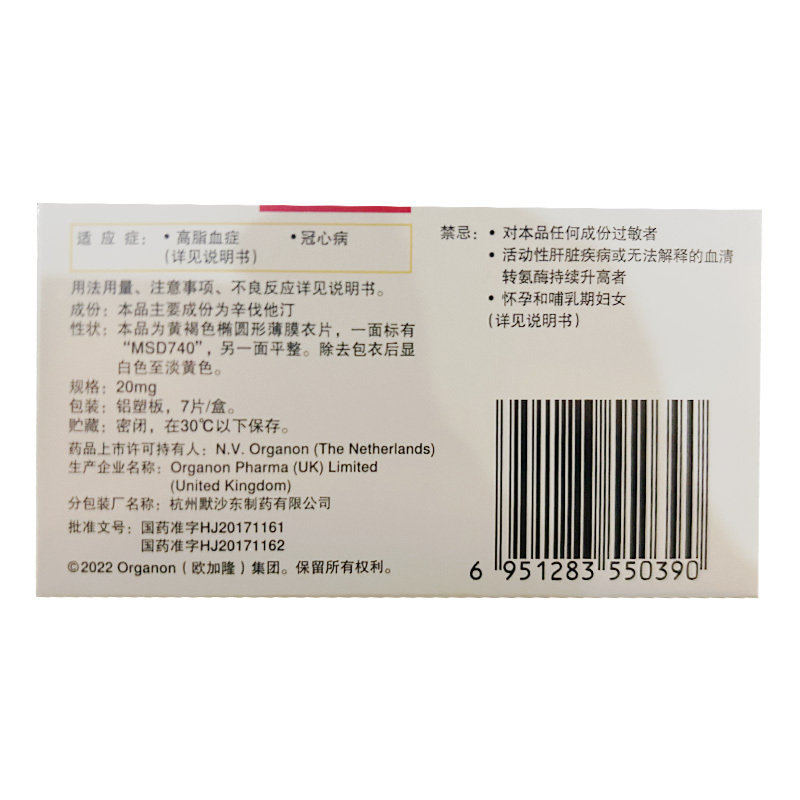 适 应 症： • 高脂血症 • 冠心病
（详见说明书）
用法用量、注意事项、不良反应详见说明书。
成份：本品主要成份为辛伐他汀
性状：本品为黄褐色椭圆形薄膜衣片，一面标有
“MSD740”，另一面平整。除去包衣后显
白色至淡黄色。
规格：20mg
包装：铝塑板，7片/盒。
贮藏：密闭，在30℃以下保存。
药品上市许可持有人：N.V. Organon (The Netherlands)
生产企业名称：Organon Pharma (UK) Limited
(United Kingdom)
分包装厂名称：杭州默沙东制药有限公司
批准文号：国药准字HJ20171161
国药准字HJ20171162
©2022 Organon（欧加隆）集团。保留所有权利。
禁忌：• 对本品任何成份过敏者
• 活动性肝脏疾病或无法解释的血清
转氨酶持续升高者
• 怀孕和哺乳期妇女
（详见说明书）
6 951283 550390